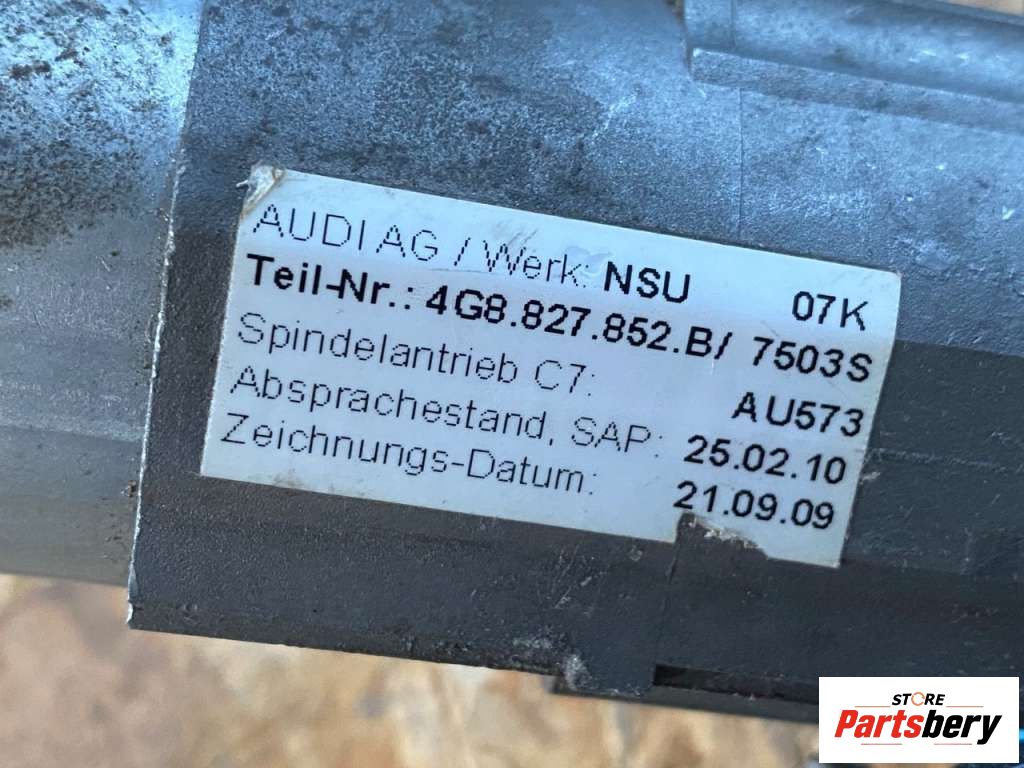 AUDI AG / Werk: NSU 07K
Teil-Nr.: 4G8.827.852.B/ 7503S
Spindelantrieb C7: AU573
Absprachestand, SAP: 25.02.10
Zeichnungs-Datum: 21.09.09
STORE
Partsbery